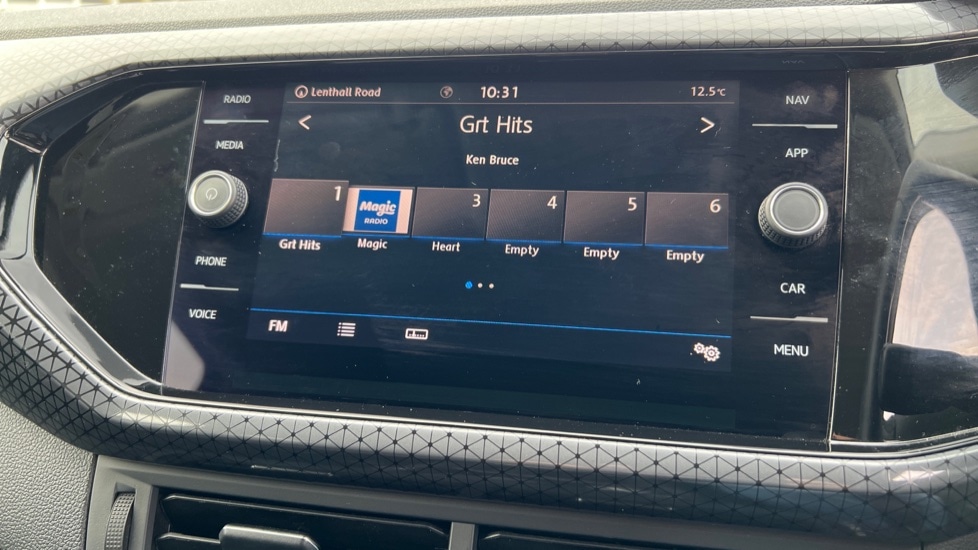 RADIO
MEDIA
PHONE
VOICE
Lenthall Road 10:31 12.5°C
< Grt Hits >
Ken Bruce
1 Magic RADIO 3 4 5 6
Grt Hits Magic Heart Empty Empty Empty
FM
NAV
APP
CAR
MENU